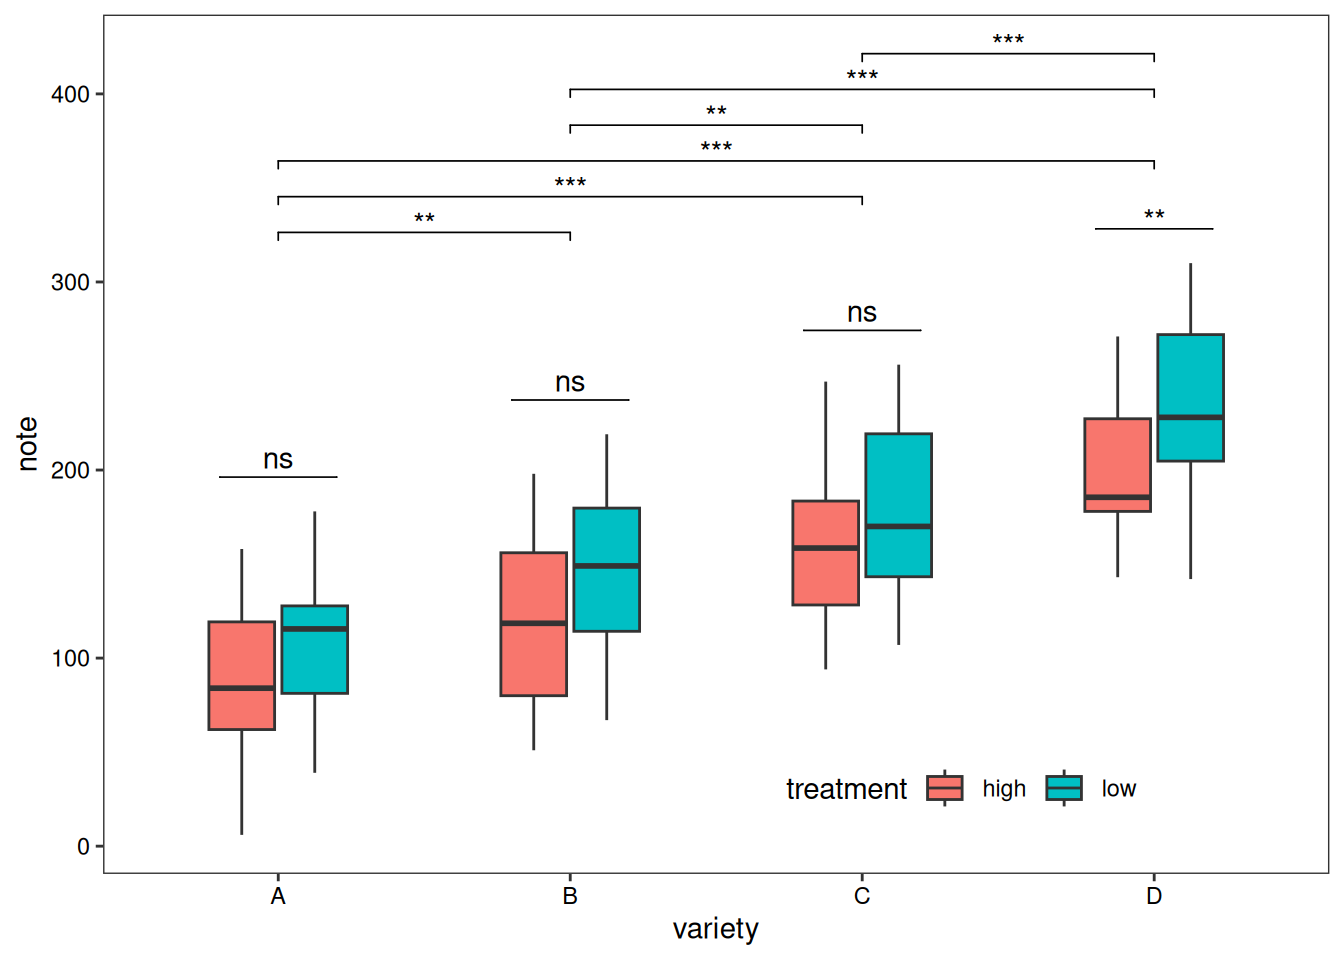 ***
***
400
**
***
***
**
**
300
ns
ns
note
ns
200
100
treatment high low
0
A B C D
variety